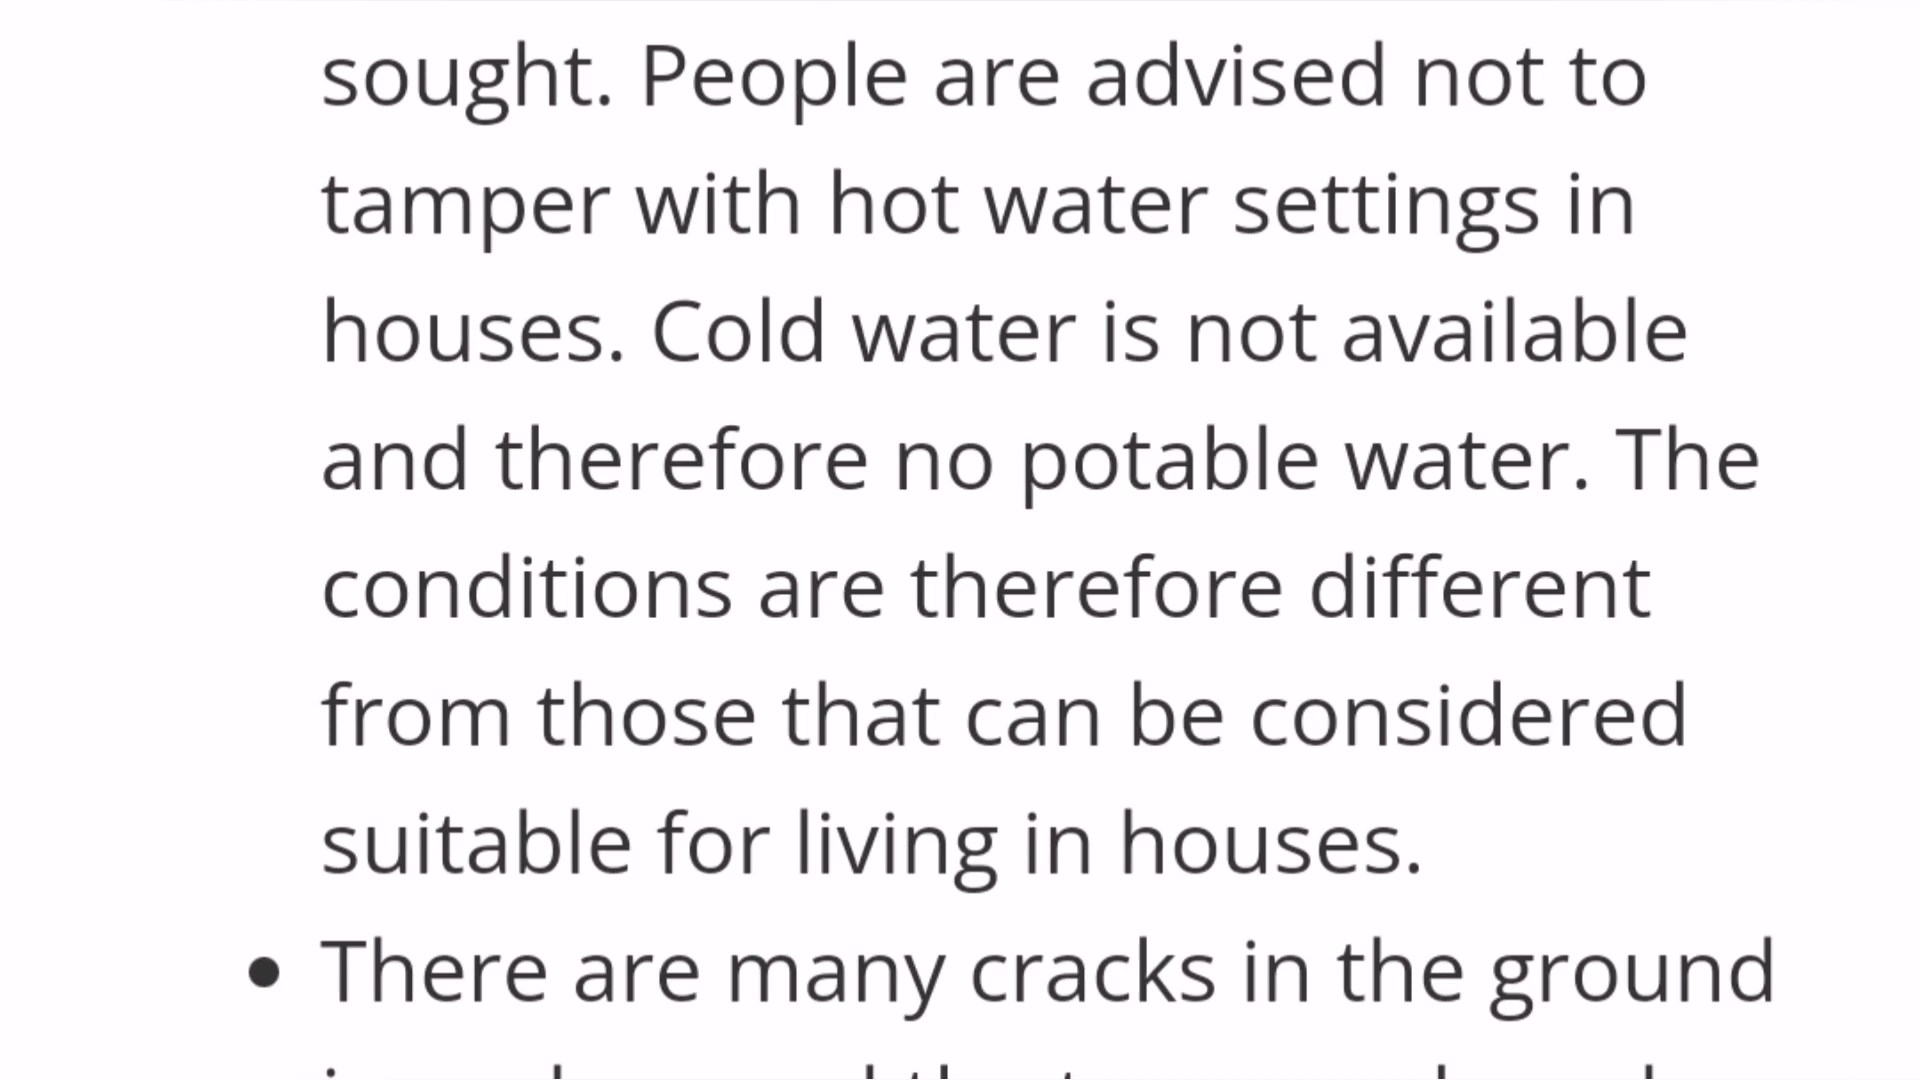 sought. People are advised not to
tamper with hot water settings in
houses. Cold water is not available
and therefore no potable water. The
conditions are therefore different
from those that can be considered
suitable for living in houses.
• There are many cracks in the ground